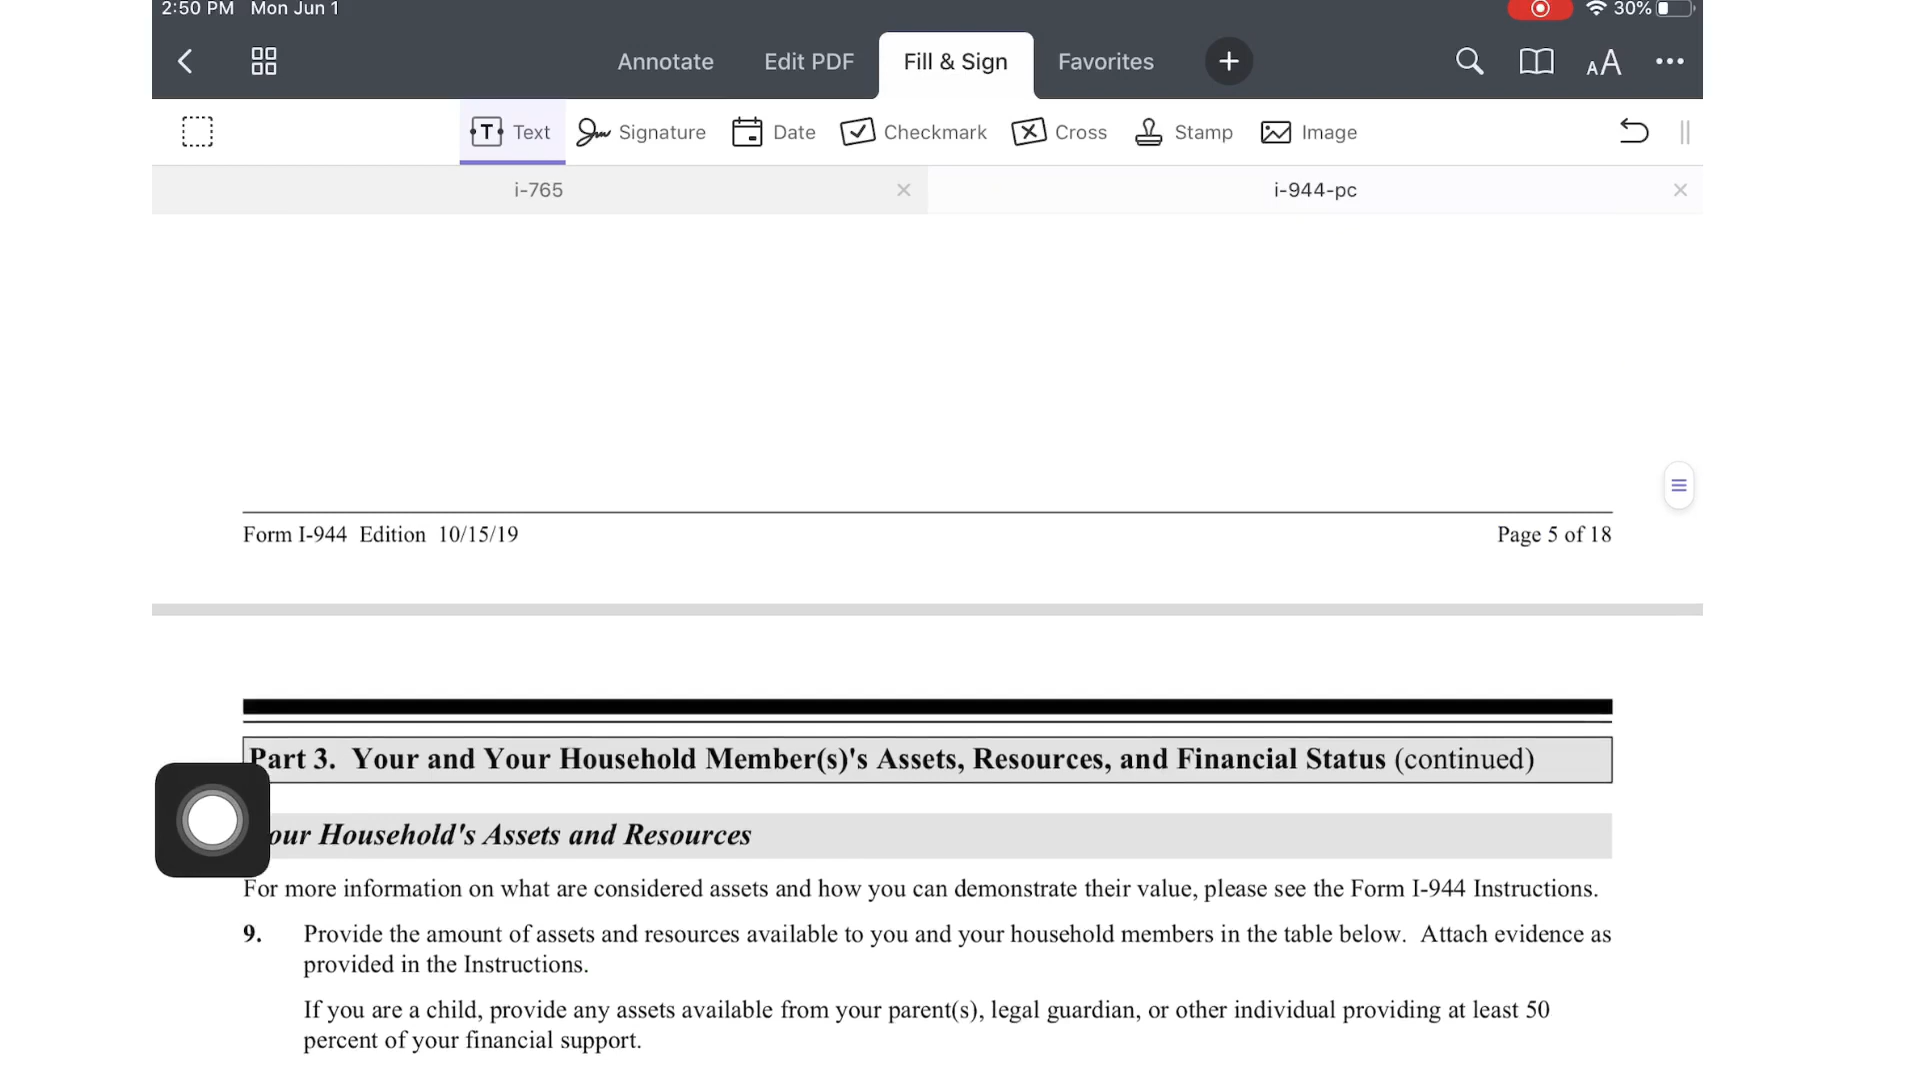 2:50 PM Mon Jun 1
30%
Annotate Edit PDF Fill & Sign Favorites
AA
T Text Signature Date Checkmark Cross Stamp Image
i-765 i-944-pc
Form I-944 Edition 10/15/19 Page 5 of 18
Part 3. Your and Your Household Member(s)'s Assets, Resources, and Financial Status (continued)
our Household's Assets and Resources
For more information on what are considered assets and how you can demonstrate their value, please see the Form I-944 Instructions.
9. Provide the amount of assets and resources available to you and your household members in the table below. Attach evidence as
provided in the Instructions.
If you are a child, provide any assets available from your parent(s), legal guardian, or other individual providing at least 50
percent of your financial support.